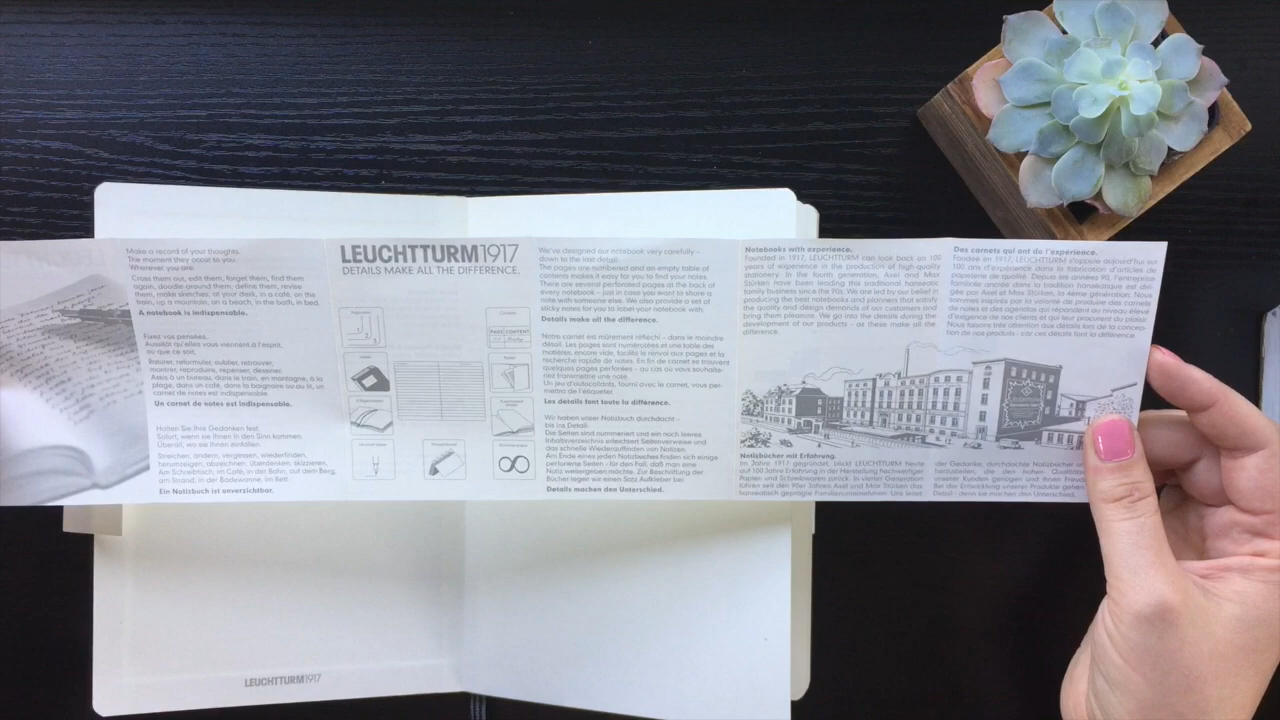 Make a record of your thoughts.
The moment they occur to you.
Wherever you are.
Cross them out, edit them, forget them, find them
again, doodle around them, define them, revise
them, make sketches, at your desk, in a café, on the
train, up a mountain, on a beach, in the bath, in bed.
A notebook is indispensable.
Fixez vos pensées.
Aussitôt qu'elles vous viennent à l'esprit,
où que ce soit.
Raturer, reformuler, oublier, retrouver,
montrer, reproduire, repenser, dessiner.
Assis à un bureau, dans le train, en montagne, à la
plage, dans un café, dans la baignoire ou au lit, un
carnet de notes est indispensable.
Un carnet de notes est indispensable.
Halten Sie Ihre Gedanken fest.
Sofort, wenn sie Ihnen in den Sinn kommen.
Überall, wo sie Ihnen einfallen.
Streichen, ändern, vergessen, wiederfinden,
herumzeigen, abzeichnen, überdenken, skizzieren,
Am Schreibtisch, im Café, in der Bahn, auf dem Berg,
am Strand, in der Badewanne, im Bett.
Ein Notizbuch ist unverzichtbar.
LEUCHTTURM1917
DETAILS MAKE ALL THE DIFFERENCE.
PAGE CONTENT
We've designed our notebook very carefully –
down to the last detail.
The pages are numbered and an empty table of
contents makes it easy for you to find your notes.
There are several perforated pages at the back of
every notebook – just in case you want to share a
note with someone else. We also provide a set of
sticky notes for you to label your notebook with.
Details make all the difference.
Notre carnet est mûrement réfléchi – dans le moindre
détail. Les pages sont numérotées et une table des
matières, encore vide, facilite le renvoi aux pages et la
recherche rapide de notes. En fin de carnet se trouvent
quelques pages perforées – au cas où vous souhaite-
riez transmettre une note.
Un jeu d'autocollants, fourni avec le carnet, vous per-
mettra de l'étiqueter.
Les détails font toute la différence.
Wir haben unser Notizbuch durchdacht –
bis ins Detail.
Die Seiten sind nummeriert und ein noch leeres
Inhaltsverzeichnis erleichtert Seitenverweise und
das schnelle Wiederauffinden von Notizen.
Am Ende eines jeden Notizbuches finden sich einige
perforierte Seiten - für den Fall, daß man eine
Notiz weitergeben möchte. Zur Beschriftung der
Bücher legen wir einen Satz Aufkleber bei
Details machen den Unterschied.
Notebooks with experience.
Founded in 1917, LEUCHTTURM can look back on 100
years of experience in the production of high-quality
stationery. In the fourth generation, Axel and Max
Stürken have been leading this traditional hanseatic
family business since the 90s. We are led by our belief in
producing the best notebooks and planners that satisfy
the quality and design demands of our customers and
bring them pleasure. We go into the details during the
development of our products – as these make all the
difference.
Des carnets qui ont de l'expérience.
Fondée en 1917, LEUCHTTURM s'expose aujourd'hui sur
100 ans d'expérience dans la fabrication d'articles de
papeterie de qualité. Depuis les années 90, l'entreprise
familiale ancrée dans la tradition hanséatique est diri-
gée par Axel et Max Stürken, la 4ème génération. Nous
sommes inspirés par la volonté de produire des carnets
de notes et des agendas qui répondent au niveau élevé
d'exigence de nos clients et qui leur procurent du plaisir.
Nous faisons très attention aux détails lors de la concep-
tion de nos produits – car ces détails font la différence.
Notizbücher mit Erfahrung.
Im Jahre 1917 gegründet, blickt LEUCHTTURM heute
auf 100 Jahre Erfahrung in der Herstellung hochwertiger
Papier- und Schreibwaren zurück. In vierter Generation
führen seit den 90er Jahren Axel und Max Stürken das
hanseatisch geprägte Familienunternehmen. Uns leitet
der Gedanke, durchdachte Notizbücher
herzustellen, die den hohen
unserer Kunden genügen und ihnen Freude
Bei der Entwicklung unserer Produkte gehen
Detail - denn sie machen den Unterschied.
LEUCHTTURM1917